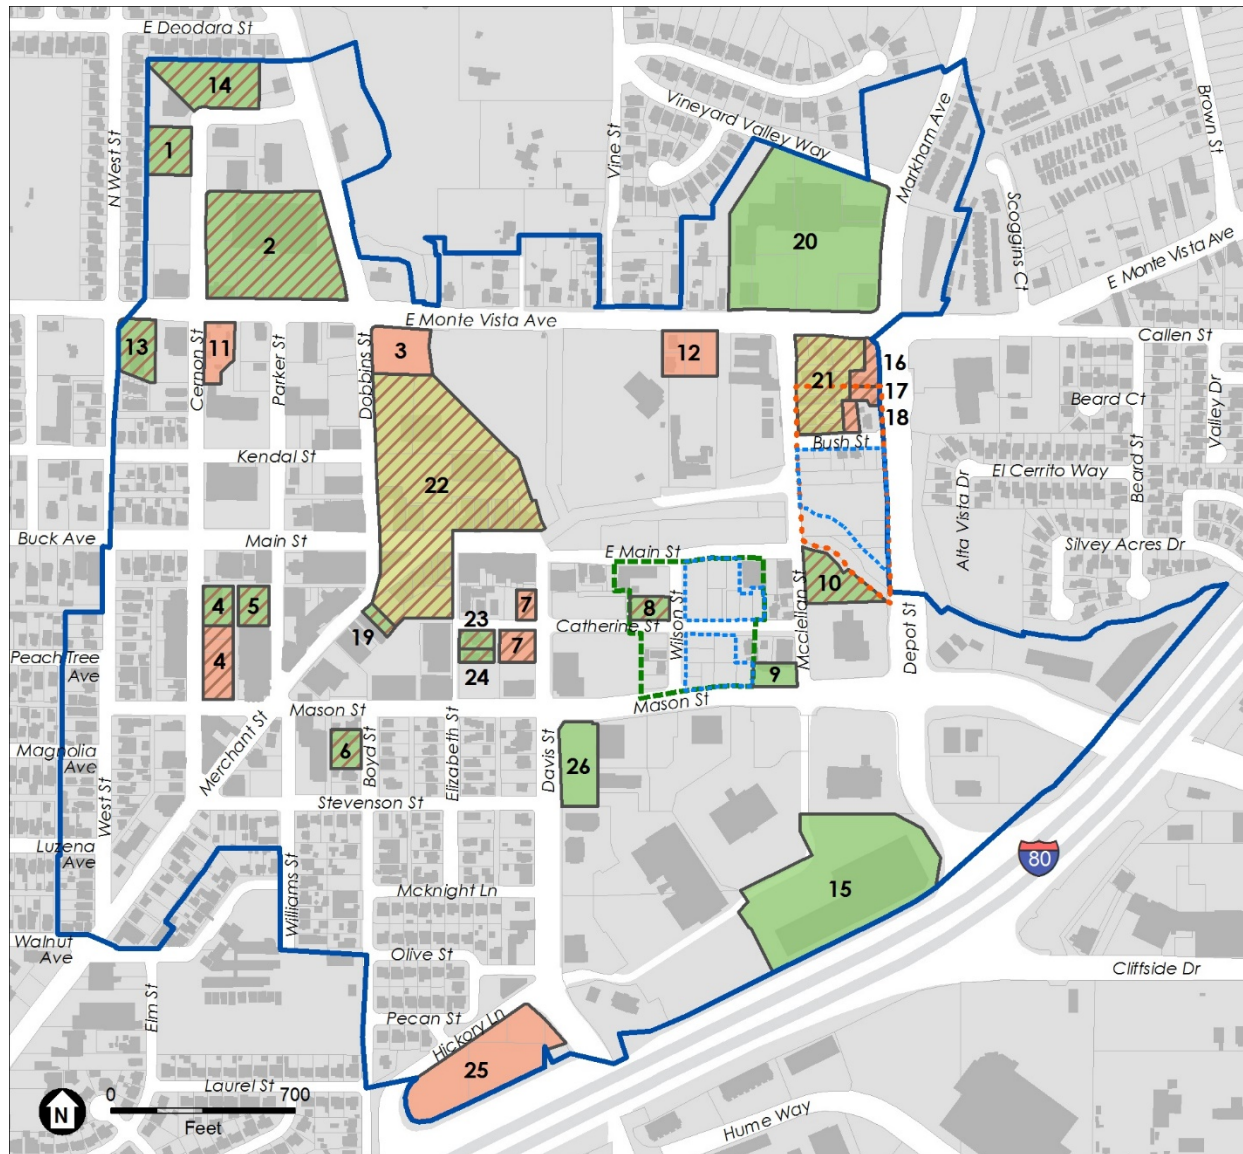 E Deodara St
14
N West St
1
2
Vine St
Vineyard Valley Way
Markham Ave
Brown St
Scoggins Ct
20
E Monte Vista Ave
E Monte Vista Ave
Callen St
13
Cernon St
11
Parker St
Dobbins St
3
12
21
16
17
18
Bush St
Beard Ct
Valley Dr
Kendal St
22
El Cerrito Way
Beard St
Alta Vista Dr
Buck Ave
Main St
E Main St
Silvey Acres Dr
4
5
19
23
7
8
Catherine St
Wilson St
Mcclellan St
10
Depot St
Peach Tree
Ave
4
24
7
9
Mason St
Mason St
Magnolia
Ave
Merchant St
6
Boyd St
Elizabeth St
Davis St
26
West St
Stevenson St
Luzena
Ave
80
15
Williams St
Mcknight Ln
Walnut
Ave
Olive St
Cliffside Dr
Elm St
Pecan St
Hickory Ln
25
Laurel St
N
0
700
Feet
Hume Way